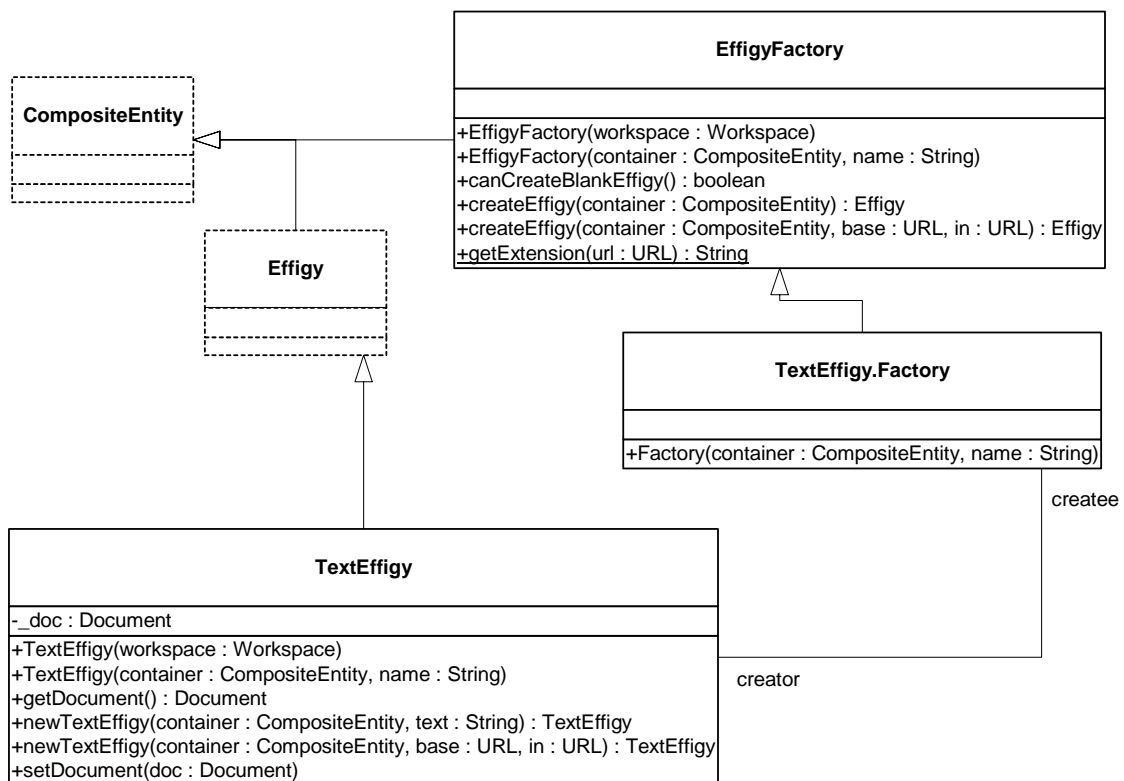 EffigyFactory
+EffigyFactory(workspace : Workspace)
+EffigyFactory(container : CompositeEntity, name : String)
+canCreateBlankEffigy() : boolean
+createEffigy(container : CompositeEntity) : Effigy
+createEffigy(container : CompositeEntity, base : URL, in : URL) : Effigy
+getExtension(url : URL) : String
CompositeEntity
Effigy
TextEffigy.Factory
+Factory(container : CompositeEntity, name : String)
createe
TextEffigy
-_doc : Document
+TextEffigy(workspace : Workspace)
+TextEffigy(container : CompositeEntity, name : String)
+getDocument() : Document
+newTextEffigy(container : CompositeEntity, text : String) : TextEffigy
+newTextEffigy(container : CompositeEntity, base : URL, in : URL) : TextEffigy
+setDocument(doc : Document)
creator